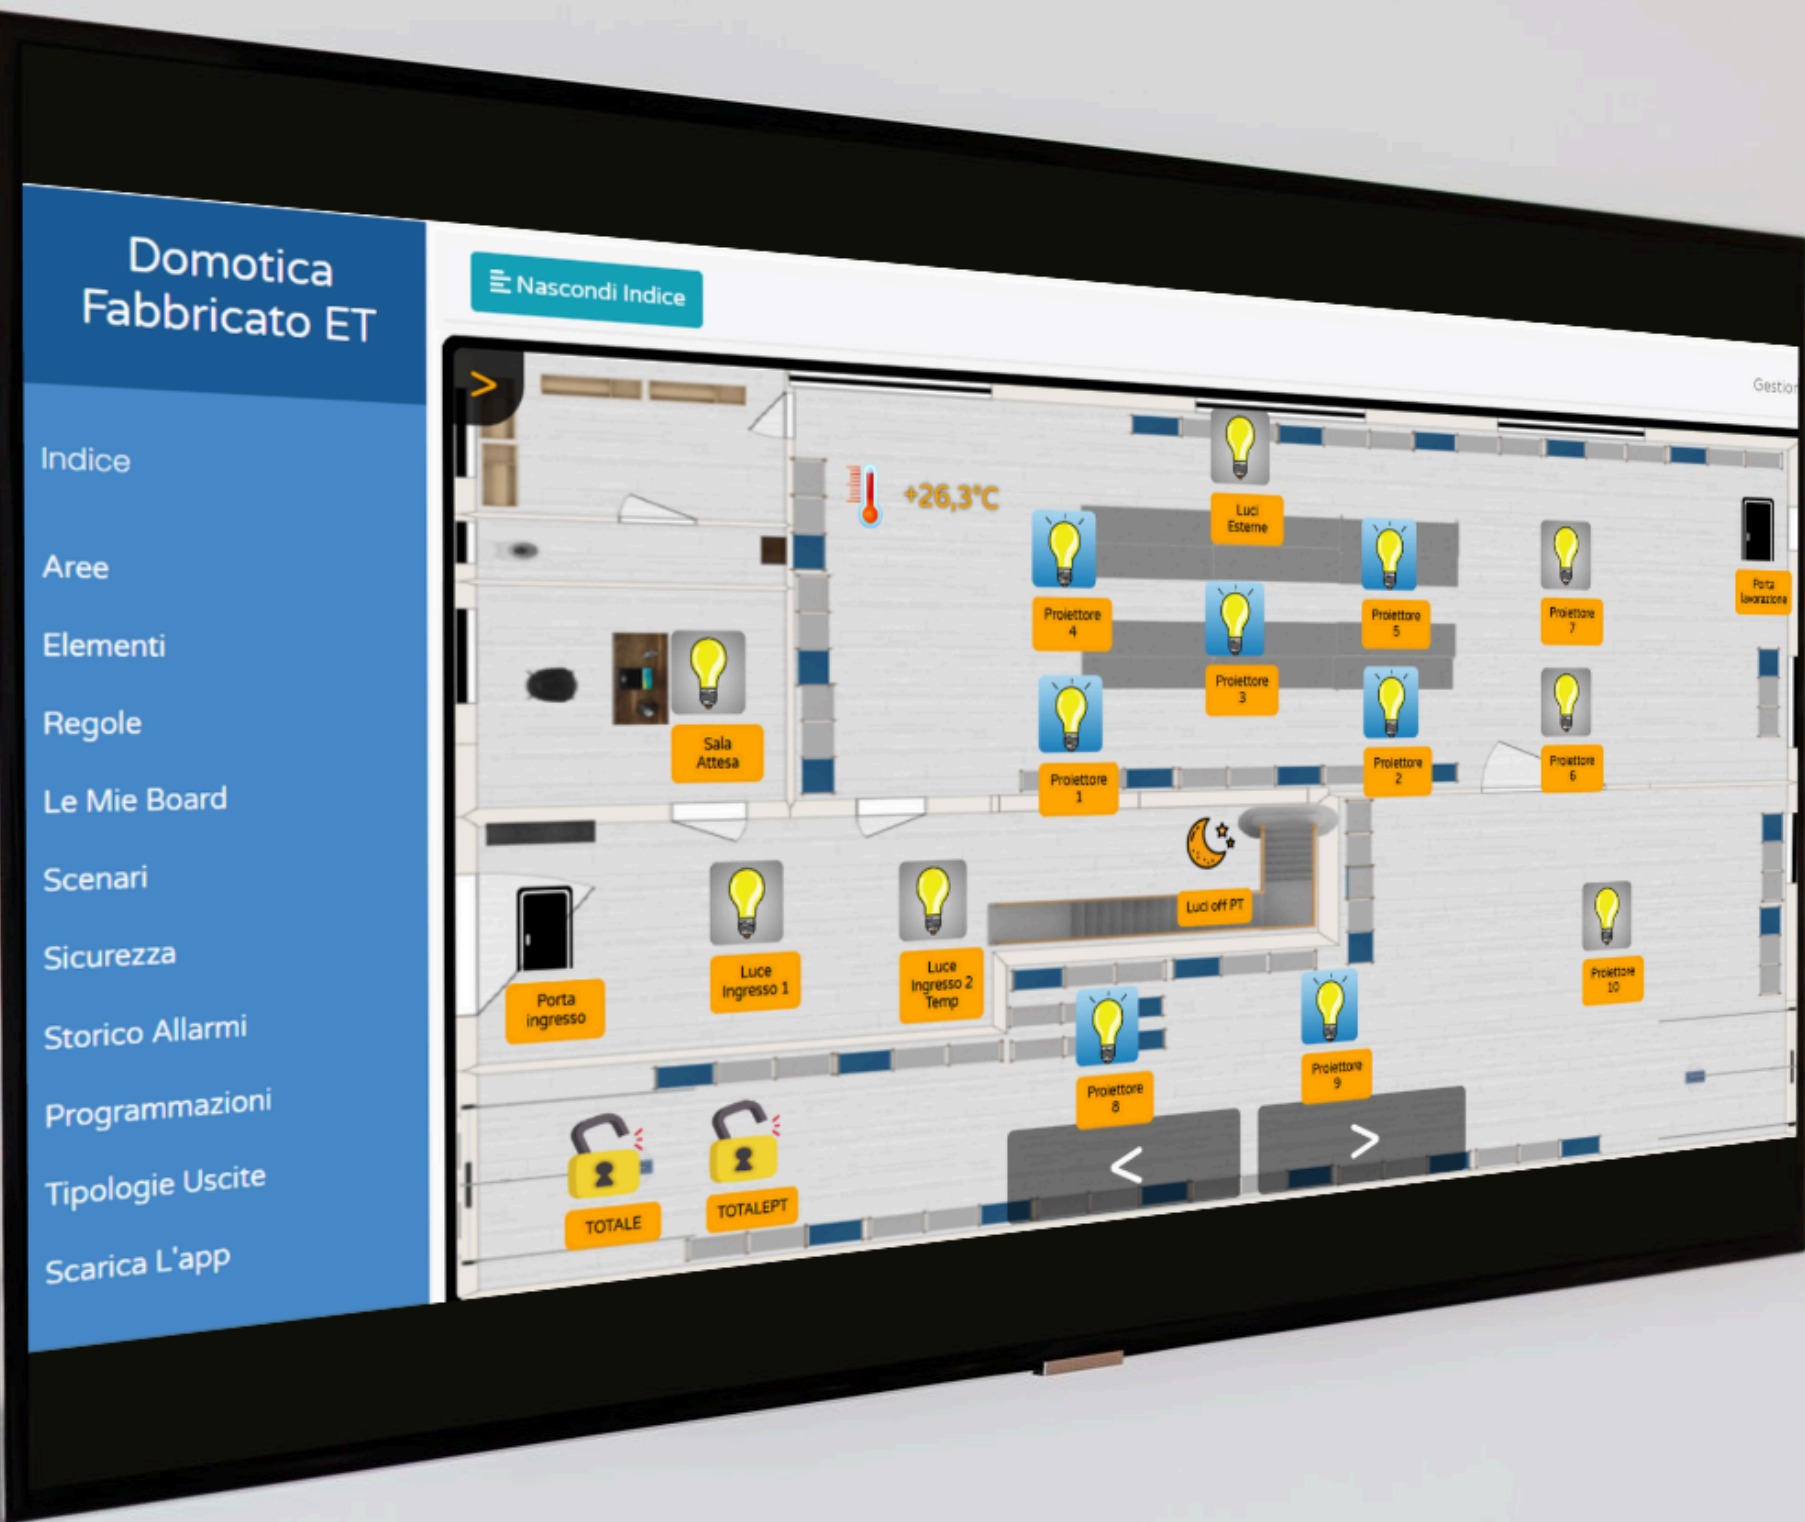 Domotica
Fabbricato ET
Nascondi Indice
Indice
Aree
Elementi
Regole
Le Mie Board
Scenari
Sicurezza
Storico Allarmi
Programmazioni
Tipologie Uscite
Scarica L'app
>
+26,3°C
Luci
Esterne
Proiettore
4
Proiettore
5
Proiettore
7
Porta
lavorazione
Proiettore
3
Sala
Attesa
Proiettore
1
Proiettore
2
Proiettore
6
Luci off PT
Porta
ingresso
Luce
Ingresso 1
Luce
Ingresso 2
Temp
Proiettore
10
Proiettore
8
Proiettore
9
TOTALE
TOTALEPT
<
>